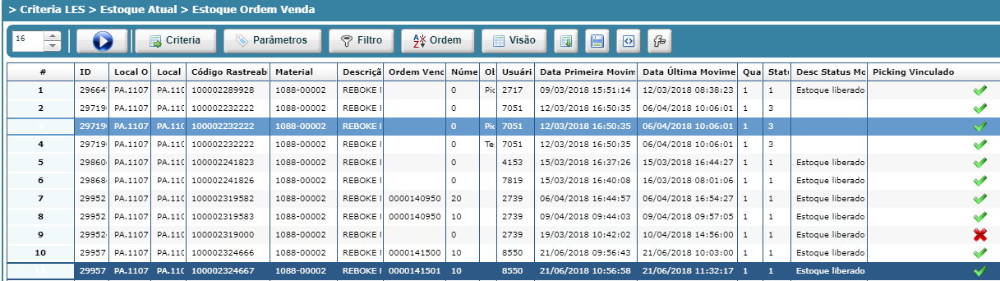 > Criteria LES > Estoque Atual > Estoque Ordem Venda
16 Criteria Parâmetros Filtro Ordem Visão
# ID Local O Local Código Rastreab Material Descriçã Ordem Venc Núme Ob Usuári Data Primeira Movim Data Última Movime Qua Statu Desc Status Mo Picking Vinculado
1 29664 PA.1107 PA.110 100002289928 1088-00002 REBOKE 0 Pic 2717 09/03/2018 15:51:14 12/03/2018 08:38:23 1 1 Estoque liberado
2 29719 PA.1107 PA.110 100002232222 1088-00002 REBOKE 0 7051 12/03/2018 16:50:35 06/04/2018 10:06:01 1 3
3 29719 PA.1107 PA.110 100002232222 1088-00002 REBOKE 0 Pic 7051 12/03/2018 16:50:35 06/04/2018 10:06:01 1 3
4 29719 PA.1107 PA.110 100002232222 1088-00002 REBOKE 0 Te 7051 12/03/2018 16:50:35 06/04/2018 10:06:01 1 3
5 29860 PA.1107 PA.110 100002241823 1088-00002 REBOKE 0 4153 15/03/2018 16:37:26 15/03/2018 16:44:27 1 1 Estoque liberado
6 29868 PA.1107 PA.110 100002241826 1088-00002 REBOKE 0 7819 15/03/2018 16:40:08 16/03/2018 08:01:06 1 1 Estoque liberado
7 29952 PA.1107 PA.110 100002319582 1088-00002 REBOKE 0000140950 20 2739 06/04/2018 16:44:57 06/04/2018 16:54:27 1 1 Estoque liberado
8 29952 PA.1107 PA.110 100002319583 1088-00002 REBOKE 0000140950 10 2739 09/04/2018 09:44:03 09/04/2018 09:57:05 1 1 Estoque liberado
9 29952 PA.1107 PA.110 100002319000 1088-00002 REBOKE 0 2739 19/03/2018 10:42:02 10/04/2018 14:56:00 1 1 Estoque liberado
10 29957 PA.1107 PA.110 100002324666 1088-00002 REBOKE 0000141500 10 8550 21/06/2018 09:56:43 21/06/2018 10:03:00 1 1 Estoque liberado
11 29957 PA.1107 PA.110 100002324667 1088-00002 REBOKE 0000141501 10 8550 21/06/2018 10:56:58 21/06/2018 11:32:17 1 1 Estoque liberado